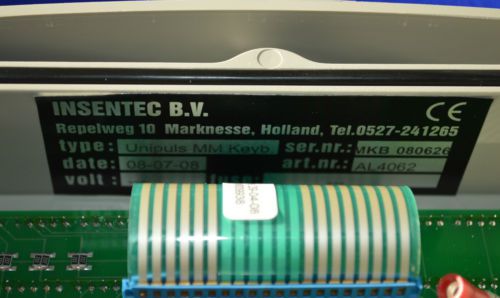 INSENTEC B.V. CE
Repelweg 10 Marknesse, Holland, Tel.0527-241265
type: Unipuls MM Keyb. ser.nr.: MKB 080626
date: 08-07-08 art.nr.: AL4062
volt : fuse: